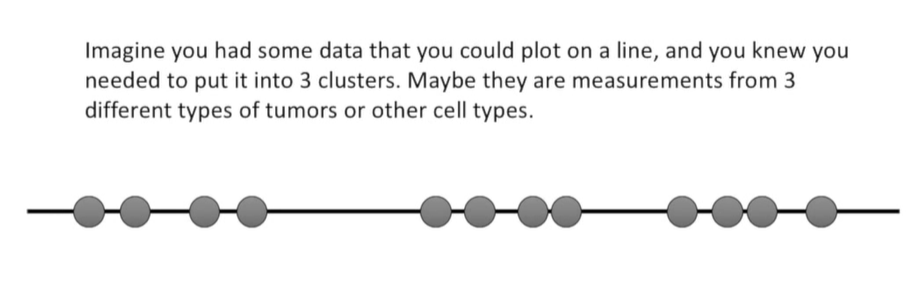 Imagine you had some data that you could plot on a line, and you knew you
needed to put it into 3 clusters. Maybe they are measurements from 3
different types of tumors or other cell types.